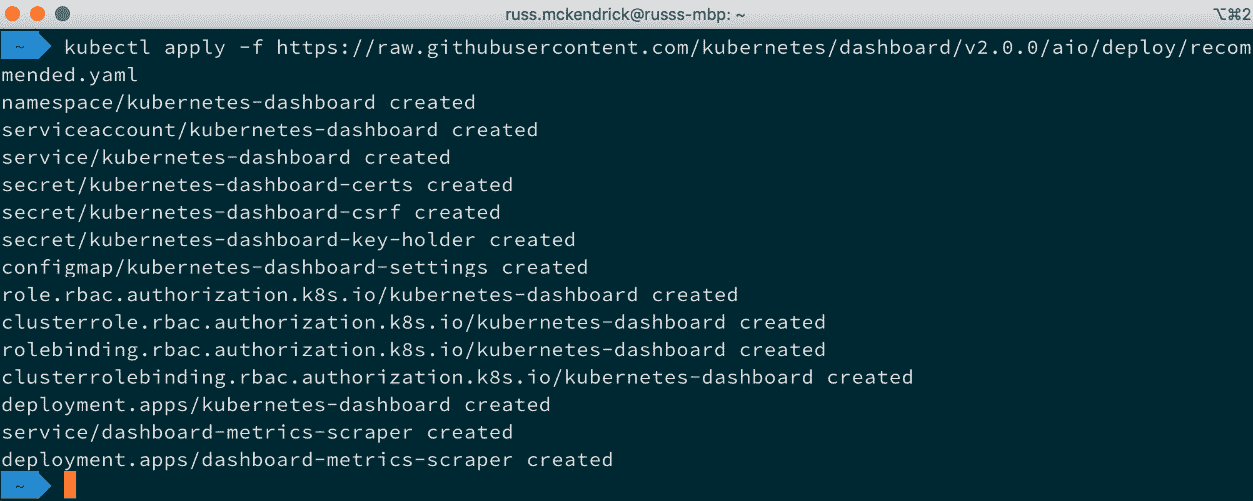 russ.mckendrick@russs-mbp: ~
⌥⌘2
~ kubectl apply -f https://raw.githubusercontent.com/kubernetes/dashboard/v2.0.0/aio/deploy/recom
mended.yaml
namespace/kubernetes-dashboard created
serviceaccount/kubernetes-dashboard created
service/kubernetes-dashboard created
secret/kubernetes-dashboard-certs created
secret/kubernetes-dashboard-csrf created
secret/kubernetes-dashboard-key-holder created
configmap/kubernetes-dashboard-settings created
role.rbac.authorization.k8s.io/kubernetes-dashboard created
clusterrole.rbac.authorization.k8s.io/kubernetes-dashboard created
rolebinding.rbac.authorization.k8s.io/kubernetes-dashboard created
clusterrolebinding.rbac.authorization.k8s.io/kubernetes-dashboard created
deployment.apps/kubernetes-dashboard created
service/dashboard-metrics-scraper created
deployment.apps/dashboard-metrics-scraper created
~